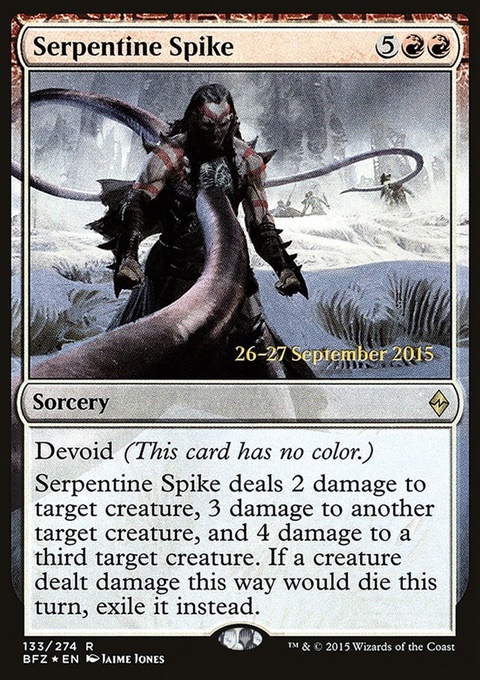 Serpentine Spike 5
26–27 September 2015
Sorcery
Devoid (This card has no color.)
Serpentine Spike deals 2 damage to
target creature, 3 damage to another
target creature, and 4 damage to a
third target creature. If a creature
dealt damage this way would die this
turn, exile it instead.
133/274 R
BFZ ★ EN Jaime Jones
™ & © 2015 Wizards of the Coast